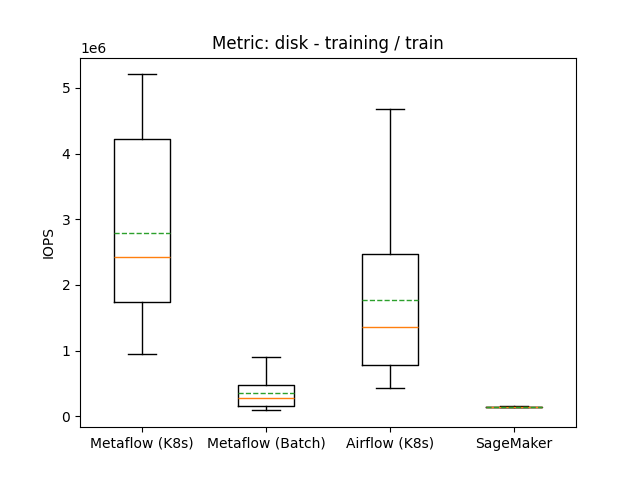 Metric: disk - training / train
1e6
5
4
3
2
1
0
IOPS
Metaflow (K8s) Metaflow (Batch) Airflow (K8s) SageMaker